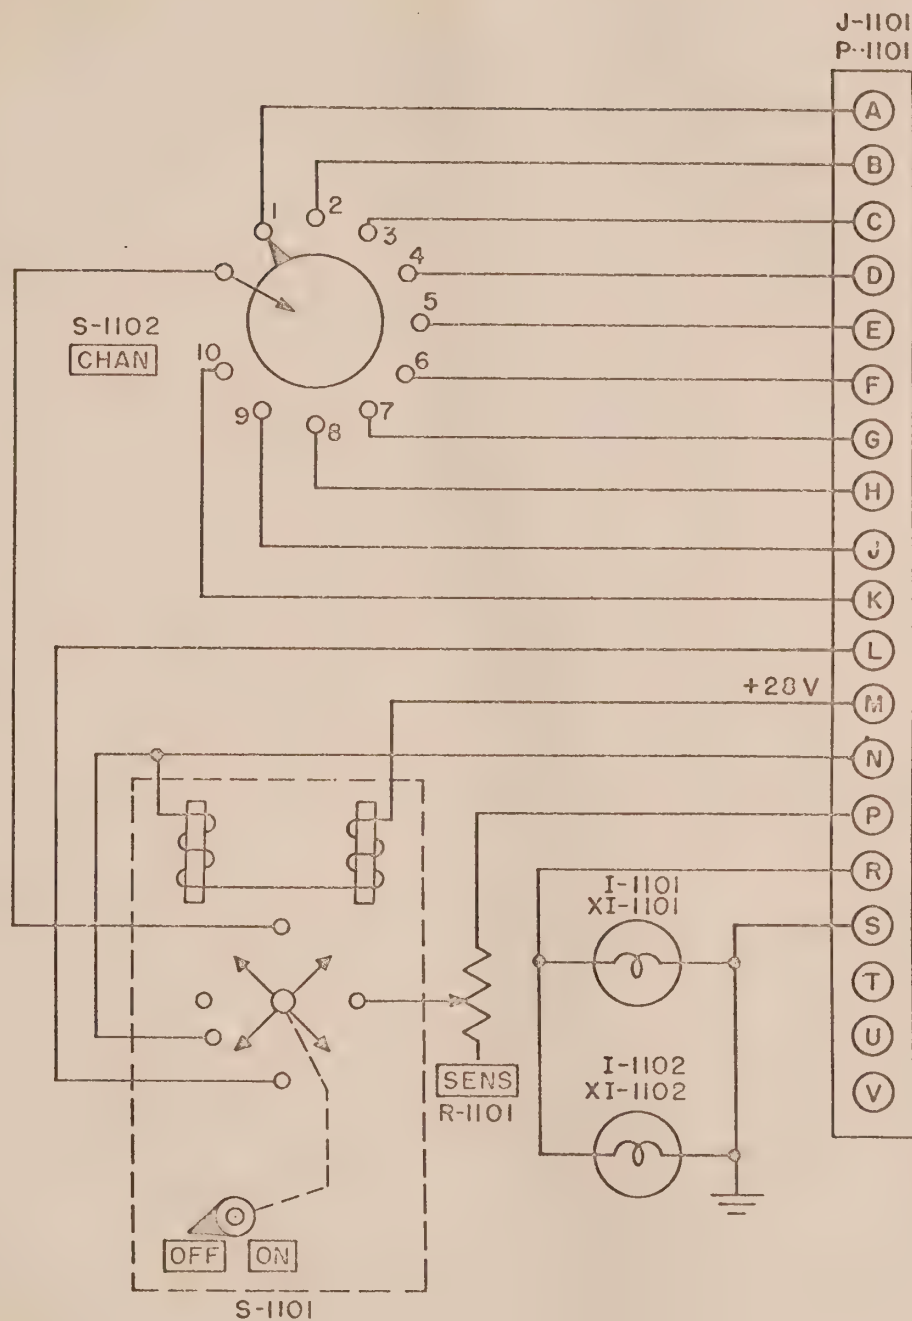 J-1101
P-1101
A
B
1
2
C
3
4
D
5
S-1102
E
CHAN
10
6
F
9
8
7
G
H
J
K
L
+28V
M
N
P
R
I-1101
XI-1101
S
T
U
I-1102
XI-1102
SENS
R-1101
V
OFF ON
S-1101